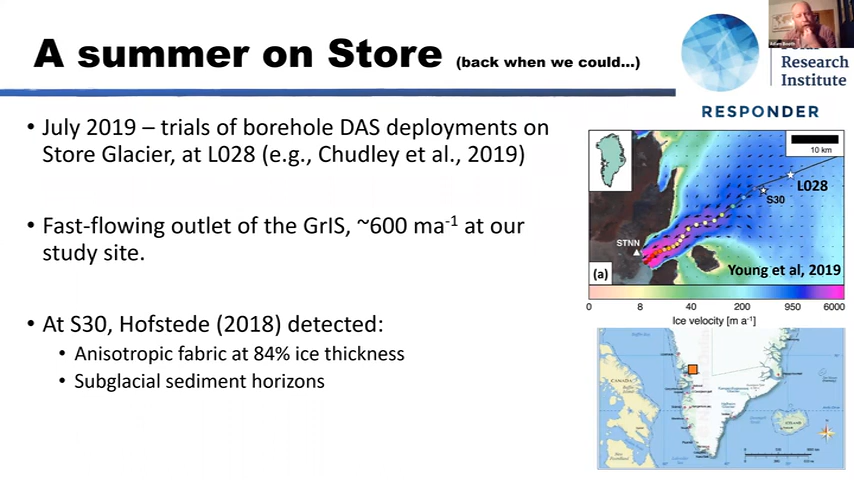 A summer on Store (back when we could…)
Research
Institute
RESPONDER
• July 2019 – trials of borehole DAS deployments on
Store Glacier, at L028 (e.g., Chudley et al., 2019)
• Fast-flowing outlet of the GrIS, ~600 ma-1 at our
study site.
• At S30, Hofstede (2018) detected:
• Anisotropic fabric at 84% ice thickness
• Subglacial sediment horizons
10 km
L028
S30
STNN
(a)
Young et al, 2019
0 8 40 200 950 6000
Ice velocity [m a-1]
CANADA